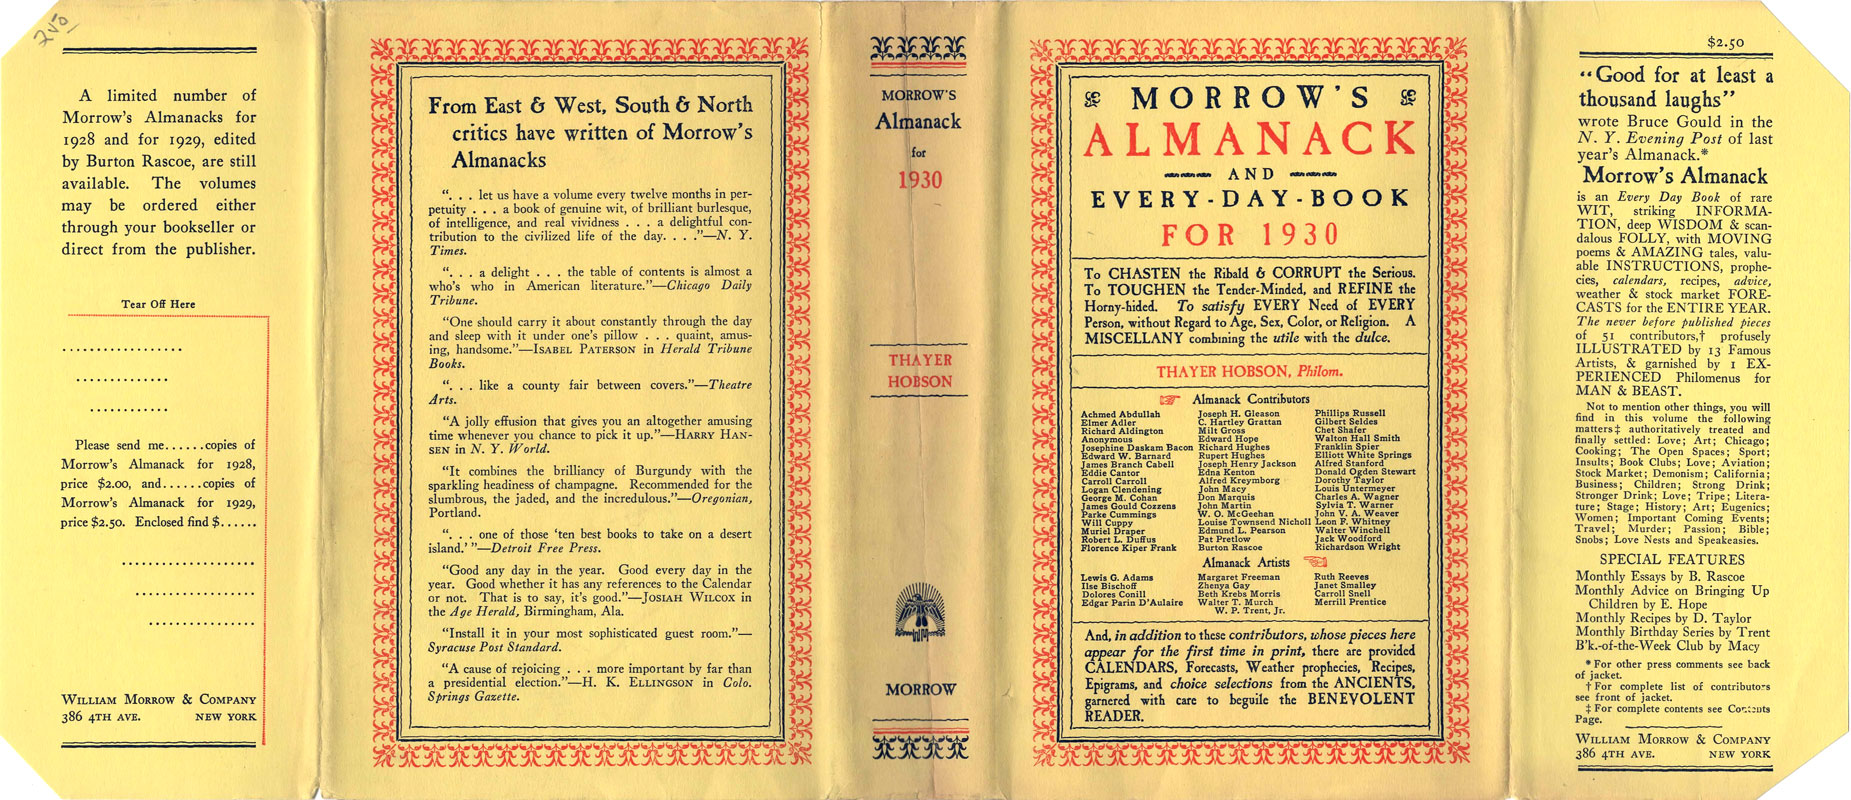 250
A limited number of
Morrow's Almanacks for
1928 and for 1929, edited
by Burton Rascoe, are still
available. The volumes
may be ordered either
through your bookseller or
direct from the publisher.
Tear Off Here
Please send me......copies of
Morrow's Almanack for 1928,
price $2.00, and......copies of
Morrow's Almanack for 1929,
price $2.50. Enclosed find $......
WILLIAM MORROW & COMPANY
386 4TH AVE. NEW YORK
From East & West, South & North
critics have written of Morrow's
Almanacks
". . . let us have a volume every twelve months in per-
petuity . . . a book of genuine wit, of brilliant burlesque,
of intelligence, and real vividness . . . a delightful con-
tribution to the civilized life of the day. . . ."—N. Y.
Times.
". . . a delight . . . the table of contents is almost a
who's who in American literature."—Chicago Daily
Tribune.
"One should carry it about constantly through the day
and sleep with it under one's pillow . . . quaint, amus-
ing, handsome."—ISABEL PATERSON in Herald Tribune
Books.
". . . like a county fair between covers."—Theatre
Arts.
"A jolly effusion that gives you an altogether amusing
time whenever you chance to pick it up."—HARRY HAN-
SEN in N. Y. World.
"It combines the brilliancy of Burgundy with the
sparkling headiness of champagne. Recommended for the
slumbrous, the jaded, and the incredulous."—Oregonian,
Portland.
". . . one of those 'ten best books to take on a desert
island.' "—Detroit Free Press.
"Good any day in the year. Good every day in the
year. Good whether it has any references to the Calendar
or not. That is to say, it's good."—JOSIAH WILCOX in
the Age Herald, Birmingham, Ala.
"Install it in your most sophisticated guest room."—
Syracuse Post Standard.
"A cause of rejoicing . . . more important by far than
a presidential election."—H. K. ELLINGSON in Colo.
Springs Gazette.
MORROW'S
Almanack
for
1930
THAYER
HOBSON
WM
MORROW
MORROW'S
ALMANACK
AND
EVERY-DAY-BOOK
FOR 1930
To CHASTEN the Ribald & CORRUPT the Serious.
To TOUGHEN the Tender-Minded, and REFINE the
Horny-hided. To satisfy EVERY Need of EVERY
Person, without Regard to Age, Sex, Color, or Religion. A
MISCELLANY combining the utile with the dulce.
THAYER HOBSON, Philom.
Almanack Contributors
Achmed Abdullah
Elmer Adler
Richard Aldington
Anonymous
Josephine Daskam Bacon
Edward W. Barnard
James Branch Cabell
Eddie Cantor
Carroll Carroll
Logan Clendening
George M. Cohan
James Gould Cozzens
Parke Cummings
Will Cuppy
Muriel Draper
Robert L. Duffus
Florence Kiper Frank
Joseph H. Gleason
C. Hartley Grattan
Milt Gross
Edward Hope
Richard Hughes
Rupert Hughes
Joseph Henry Jackson
Edna Kenton
Alfred Kreymborg
John Macy
Don Marquis
John Martin
W. O. McGeehan
Louise Townsend Nicholl
Edmund L. Pearson
Pat Pretlow
Burton Rascoe
Phillips Russell
Gilbert Seldes
Chet Shafer
Walton Hall Smith
Franklin Spier
Elliott White Springs
Alfred Stanford
Donald Ogden Stewart
Dorothy Taylor
Louis Untermeyer
Charles A. Wagner
Sylvia T. Warner
John V. A. Weaver
Leon F. Whitney
Walter Winchell
Jack Woodford
Richardson Wright
Almanack Artists
Lewis G. Adams
Ilse Bischoff
Dolores Conill
Edgar Parin D'Aulaire
Margaret Freeman
Zhenya Gay
Beth Krebs Morris
Walter T. Murch
W. P. Trent, Jr.
Ruth Reeves
Janet Smalley
Carroll Snell
Merrill Prentice
And, in addition to these contributors, whose pieces here
appear for the first time in print, there are provided
CALENDARS, Forecasts, Weather prophecies, Recipes,
Epigrams, and choice selections from the ANCIENTS,
garnered with care to beguile the BENEVOLENT
READER.
$2.50
"Good for at least a
thousand laughs"
wrote Bruce Gould in the
N. Y. Evening Post of last
year's Almanack.*
Morrow's Almanack
is an Every Day Book of rare
WIT, striking INFORMA-
TION, deep WISDOM & scan-
dalous FOLLY, with MOVING
poems & AMAZING tales, valu-
able INSTRUCTIONS, prophe-
cies, calendars, recipes, advice,
weather & stock market FORE-
CASTS for the ENTIRE YEAR.
The never before published pieces
of 51 contributors,† profusely
ILLUSTRATED by 13 Famous
Artists, & garnished by 1 EX-
PERIENCED Philomenus for
MAN & BEAST.
Not to mention other things, you will
find in this volume the following
matters‡ authoritatively treated and
finally settled: Love; Art; Chicago;
Cooking; The Open Spaces; Sport;
Insults; Book Clubs; Love; Aviation;
Stock Market; Demonism; California;
Business; Children; Strong Drink;
Stronger Drink; Love; Tripe; Litera-
ture; Stage; History; Art; Eugenics;
Women; Important Coming Events;
Travel; Murder; Passion; Bible;
Snobs; Love Nests and Speakeasies.
SPECIAL FEATURES
Monthly Essays by B. Rascoe
Monthly Advice on Bringing Up
Children by E. Hope
Monthly Recipes by D. Taylor
Monthly Birthday Series by Trent
B'k.-of-the-Week Club by Macy
* For other press comments see back
of jacket.
† For complete list of contributors
see front of jacket.
‡ For complete contents see Contents
Page.
WILLIAM MORROW & COMPANY
386 4TH AVE. NEW YORK